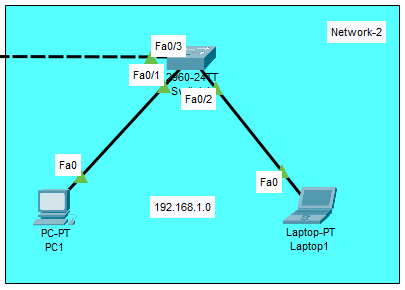 Network-2
Fa0/3
Fa0/1
2960-24TT
Fa0/2
Fa0
Fa0
192.168.1.0
PC-PT
PC1
Laptop-PT
Laptop1